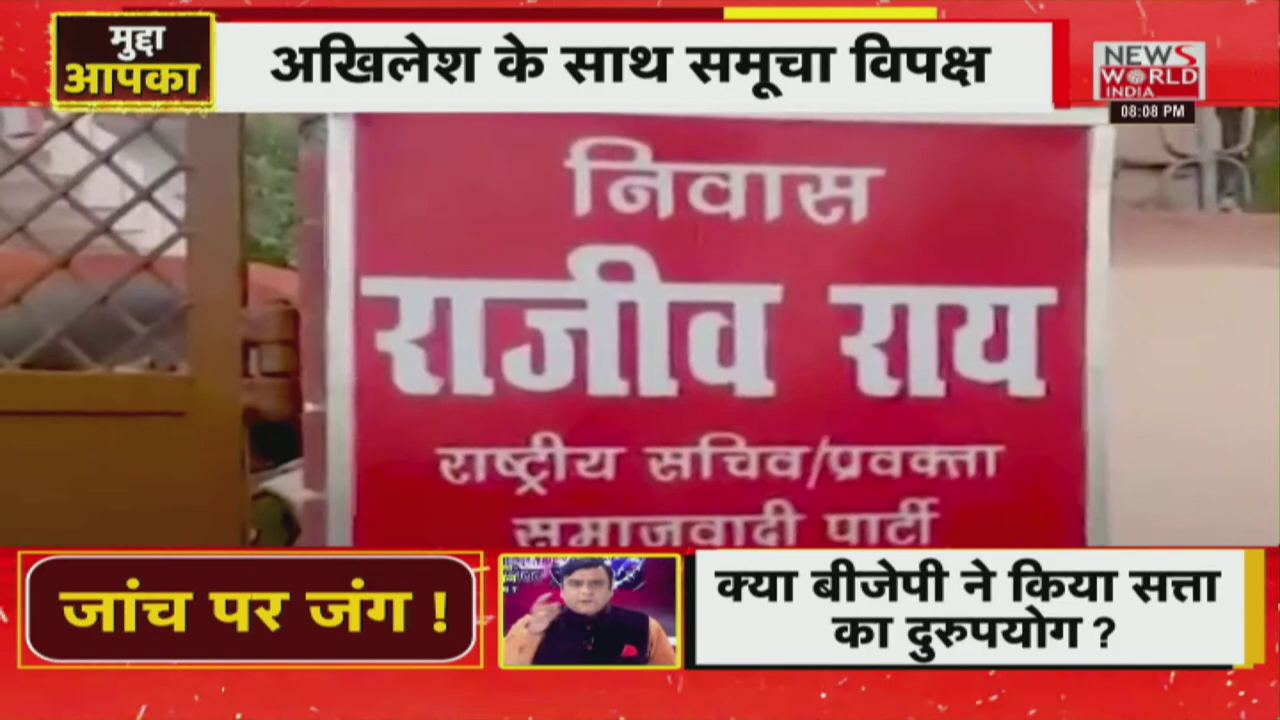 मुद्दा
आपका
अखिलेश के साथ समूचा विपक्ष
NEWS
WORLD
INDIA
08:08 PM
निवास
राजीव राय
राष्ट्रीय सचिव/प्रवक्ता
समाजवादी पार्टी
जांच पर जंग !
क्या बीजेपी ने किया सत्ता
का दुरुपयोग ?